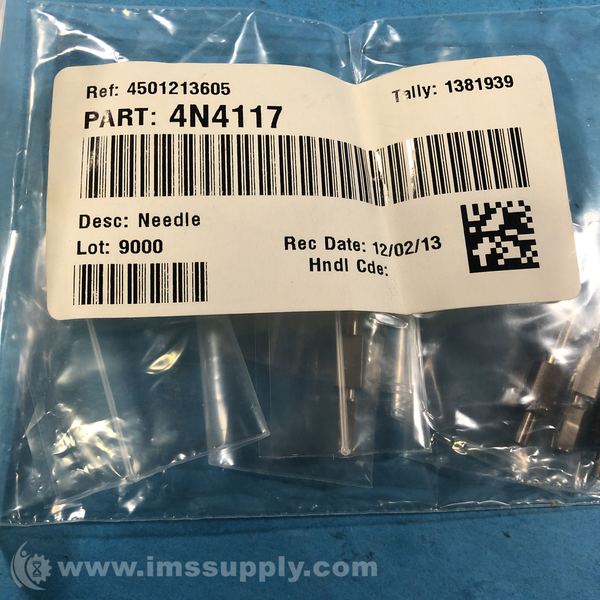 Ref: 4501213605
Tally: 1381939
PART: 4N4117
Desc: Needle
Lot: 9000
Rec Date: 12/02/13
Hndl Cde:
www.imssupply.com